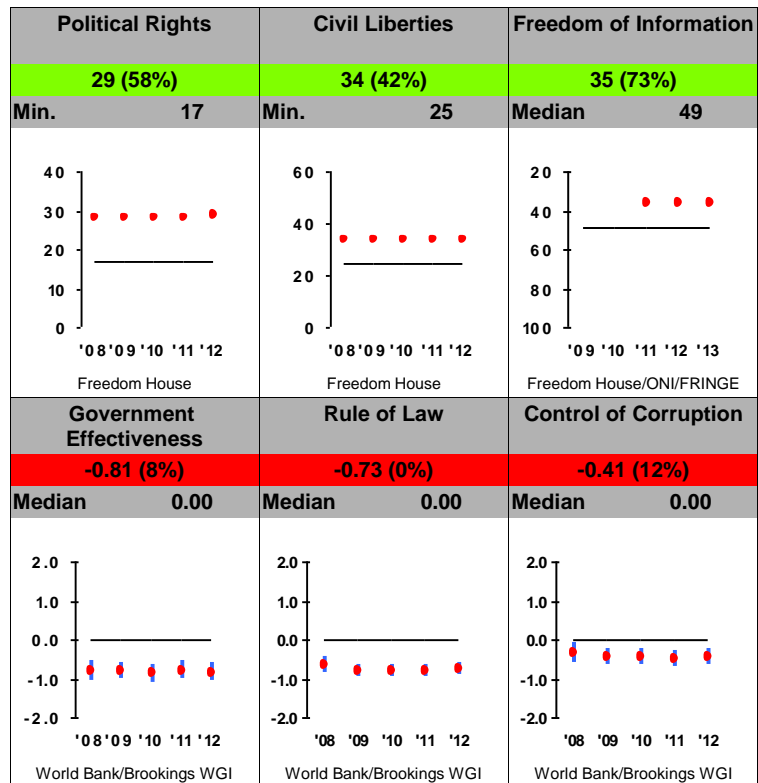 Political Rights
Civil Liberties
Freedom of Information
29 (58%)
34 (42%)
35 (73%)
Min. 17
Min. 25
Median 49
40
30
20
10
0
'08 '09 '10 '11 '12
60
40
20
0
'08 '09 '10 '11 '12
20
40
60
80
100
'09 '10 '11 '12 '13
Freedom House
Freedom House
Freedom House/ONI/FRINGE
Government
Effectiveness
Rule of Law
Control of Corruption
-0.81 (8%)
-0.73 (0%)
-0.41 (12%)
Median 0.00
Median 0.00
Median 0.00
2.0
1.0
0.0
-1.0
-2.0
'08 '09 '10 '11 '12
2.0
1.0
0.0
-1.0
-2.0
'08 '09 '10 '11 '12
2.0
1.0
0.0
-1.0
-2.0
'08 '09 '10 '11 '12
World Bank/Brookings WGI
World Bank/Brookings WGI
World Bank/Brookings WGI